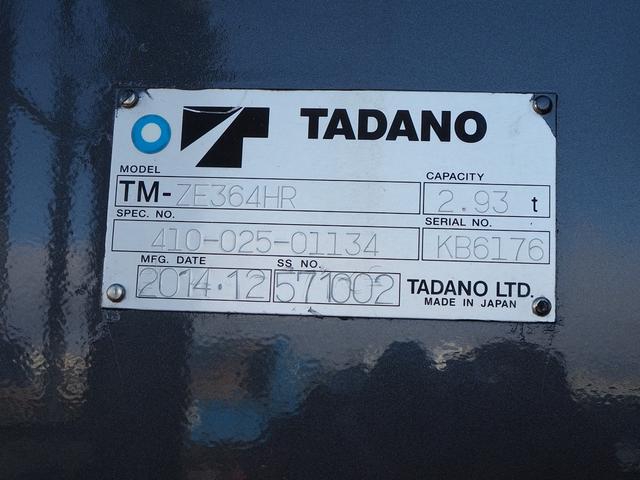 TADANO
MODEL
TM-ZE364HR
CAPACITY
2.93 t
SPEC. NO.
410-025-01134
SERIAL NO.
KB6176
MFG. DATE
2014.12
SS NO.
571002
TADANO LTD.
MADE IN JAPAN